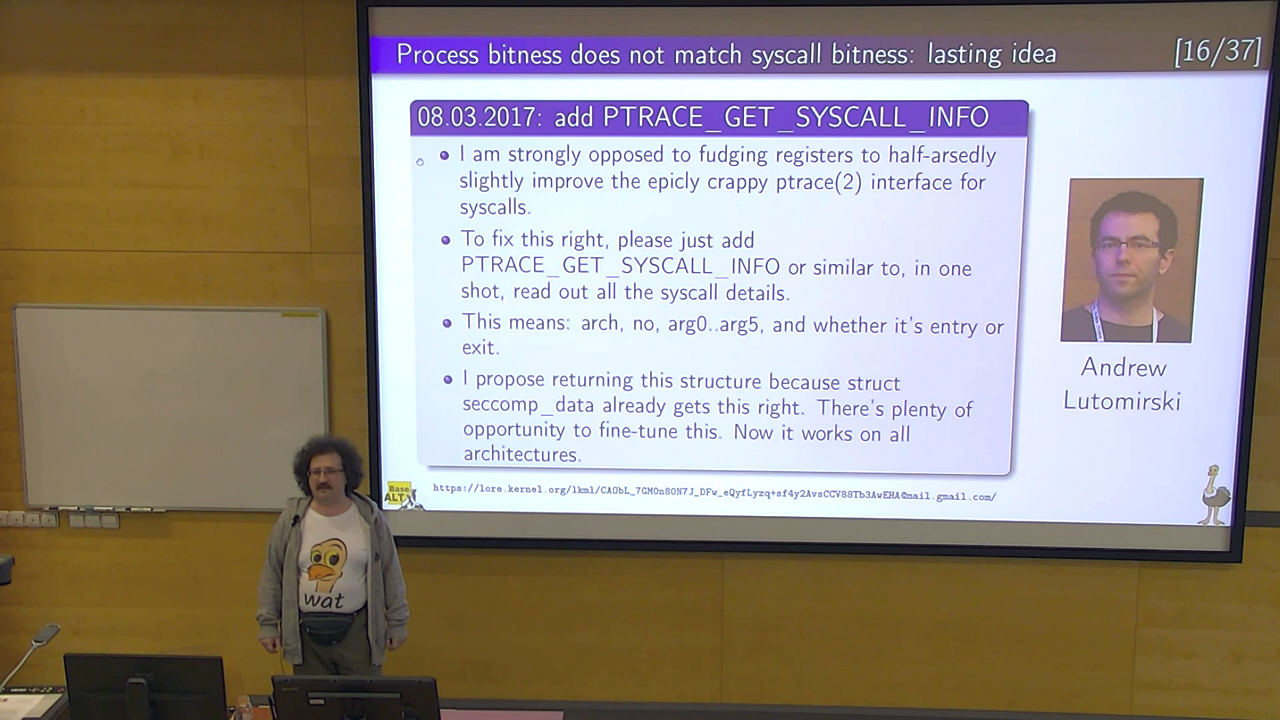 Process bitness does not match syscall bitness: lasting idea [16/37]
08.03.2017: add PTRACE_GET_SYSCALL_INFO
I am strongly opposed to fudging registers to half-arsedly
slightly improve the epicly crappy ptrace(2) interface for
syscalls.
To fix this right, please just add
PTRACE_GET_SYSCALL_INFO or similar to, in one
shot, read out all the syscall details.
This means: arch, no, arg0..arg5, and whether it's entry or
exit.
I propose returning this structure because struct
seccomp_data already gets this right. There's plenty of
opportunity to fine-tune this. Now it works on all
architectures.
Andrew
Lutomirski
Base
ALT
wat